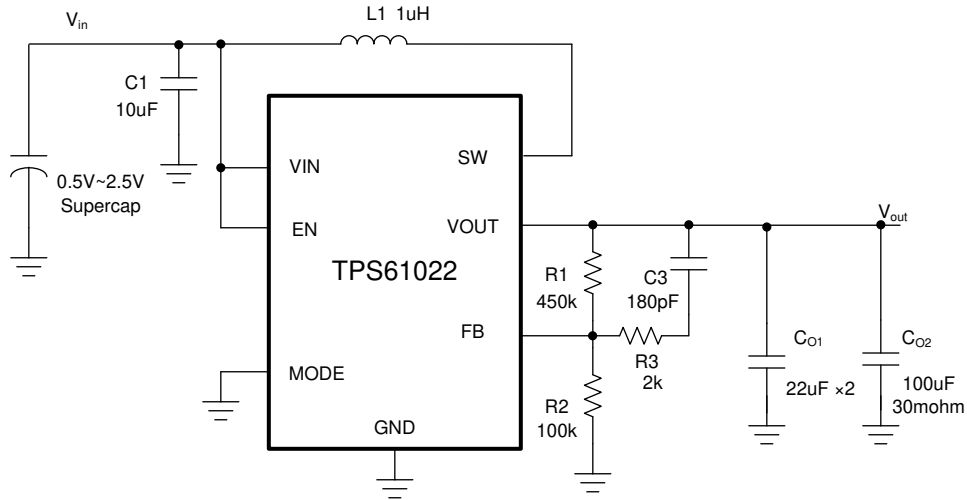 L1 1uH
Vin
C1
10uF
0.5V~2.5V
Supercap
VIN
EN
MODE
GND
TPS61022
SW
VOUT
FB
R1
450k
C3
180pF
R3
2k
R2
100k
Vout
CO1
22uF ×2
CO2
100uF
30mohm